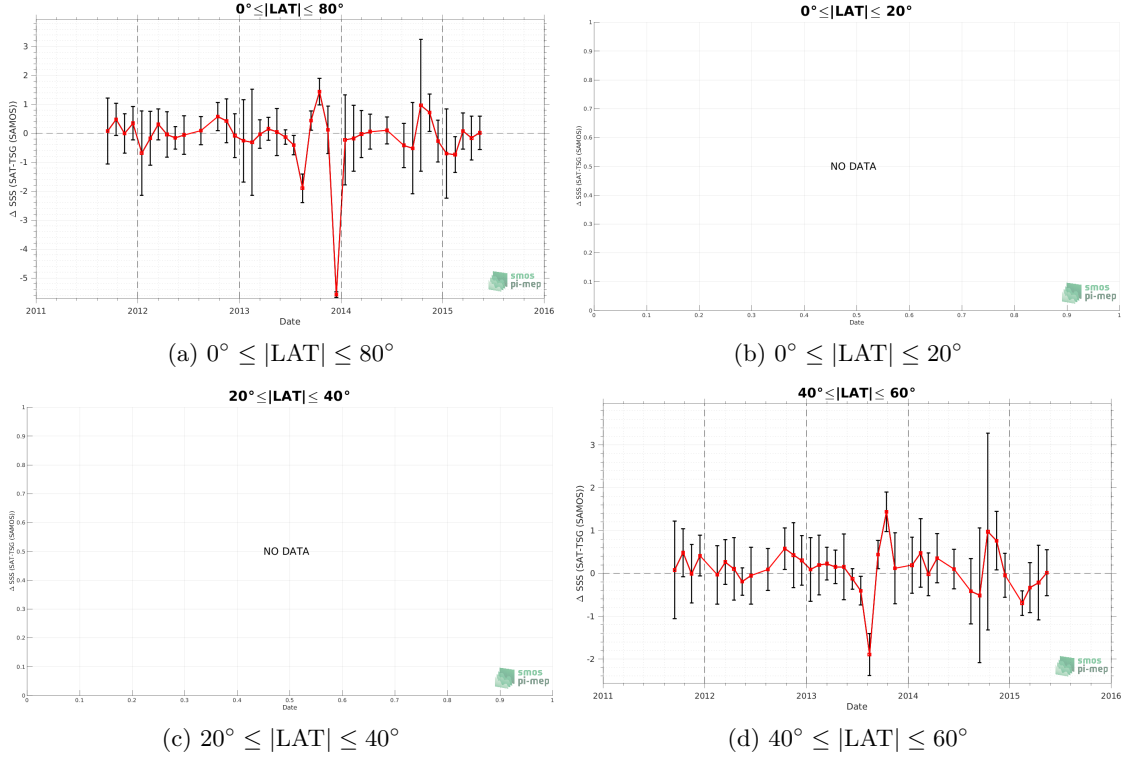 0°≤|LAT|≤ 80°
Δ SSS (SAT-TSG (SAMOS))
3
2
1
0
-1
-2
-3
-4
-5
2011 2012 2013 2014 2015 2016
Date
smos
pi-mep
(a) 0° ≤ |LAT| ≤ 80°
0°≤|LAT|≤ 20°
Δ SSS (SAT-TSG (SAMOS))
1
0.9
0.8
0.7
0.6
0.5
0.4
0.3
0.2
0.1
0
NO DATA
0 0.1 0.2 0.3 0.4 0.5 0.6 0.7 0.8 0.9 1
Date
smos
pi-mep
(b) 0° ≤ |LAT| ≤ 20°
20°≤|LAT|≤ 40°
Δ SSS (SAT-TSG (SAMOS))
1
0.9
0.8
0.7
0.6
0.5
0.4
0.3
0.2
0.1
0
NO DATA
0 0.1 0.2 0.3 0.4 0.5 0.6 0.7 0.8 0.9 1
Date
smos
pi-mep
(c) 20° ≤ |LAT| ≤ 40°
40°≤|LAT|≤ 60°
Δ SSS (SAT-TSG (SAMOS))
3
2
1
0
-1
-2
2011 2012 2013 2014 2015 2016
Date
smos
pi-mep
(d) 40° ≤ |LAT| ≤ 60°